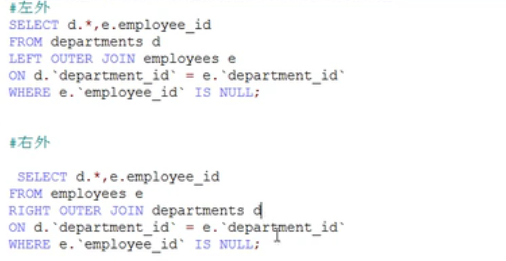 #左外
SELECT d.*,e.employee_id
FROM departments d
LEFT OUTER JOIN employees e
ON d.`department_id` = e.`department_id`
WHERE e.`employee_id` IS NULL;
#右外
SELECT d.*,e.employee_id
FROM employees e
RIGHT OUTER JOIN departments d
ON d.`department_id` = e.`department_id`
WHERE e.`employee_id` IS NULL;